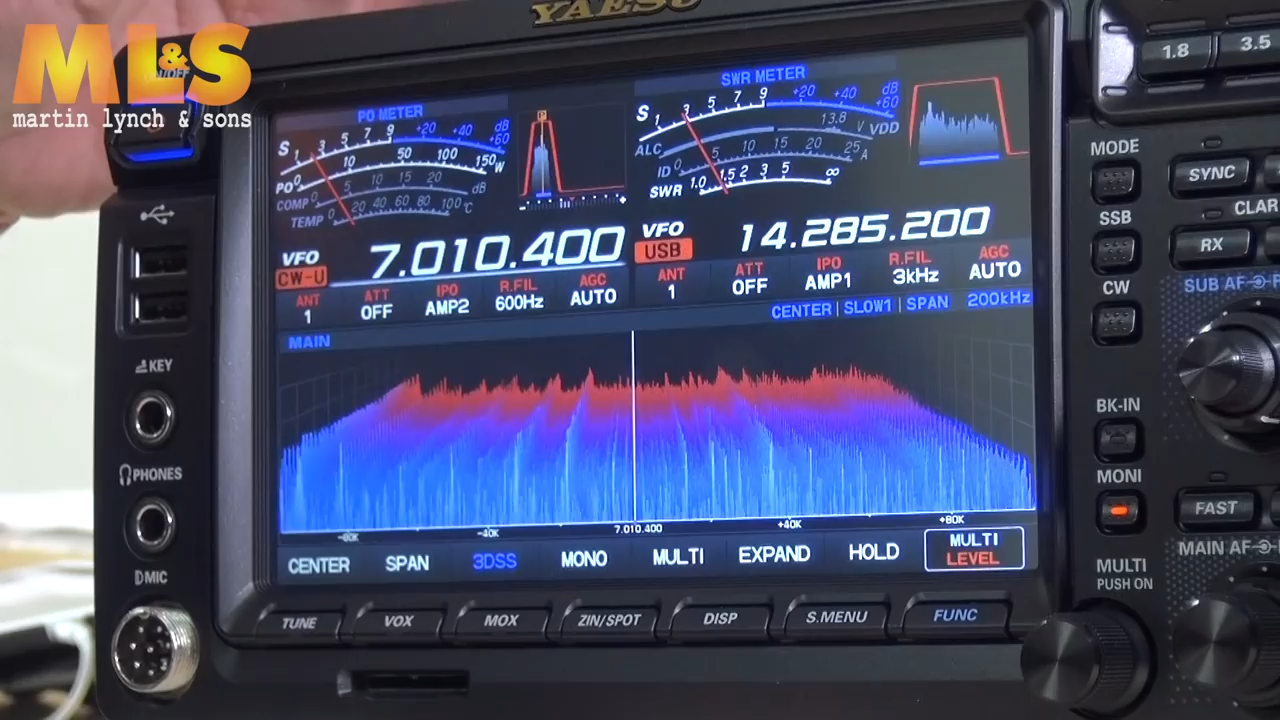 YAESU
ML&S
martin lynch & sons
ON/OFF
1.8
3.5
PO METER
S 1 3 5 7 9 +20 +40 +60 dB
PO 0 10 50 100 150 W
COMP 0 5 10 15 20 dB
TEMP 0 20 40 60 80 100 °C
SWR METER
S 1 3 5 7 9 +20 +40 +60 dB
ALC 13.8 V VDD
ID 0 5 10 15 20 25 A
SWR 1.0 1.5 2 3 5 ∞
VFO
CW-U
7.010.400
VFO
USB
14.285.200
ANT
1
ATT
OFF
IPO
AMP2
R.FIL
600Hz
AGC
AUTO
ANT
1
ATT
OFF
IPO
AMP1
R.FIL
3kHz
AGC
AUTO
CENTER | SLOW1 | SPAN 200kHz
MAIN
-80K -40K 7.010.400 +40K +80K
CENTER SPAN 3DSS MONO MULTI EXPAND HOLD MULTI
LEVEL
TUNE VOX MOX ZIN/SPOT DISP S.MENU FUNC
KEY
PHONES
MIC
MODE
SSB
CW
BK-IN
MONI
MULTI
PUSH ON
SYNC
CLAR
RX
SUB AF
FAST
MAIN AF